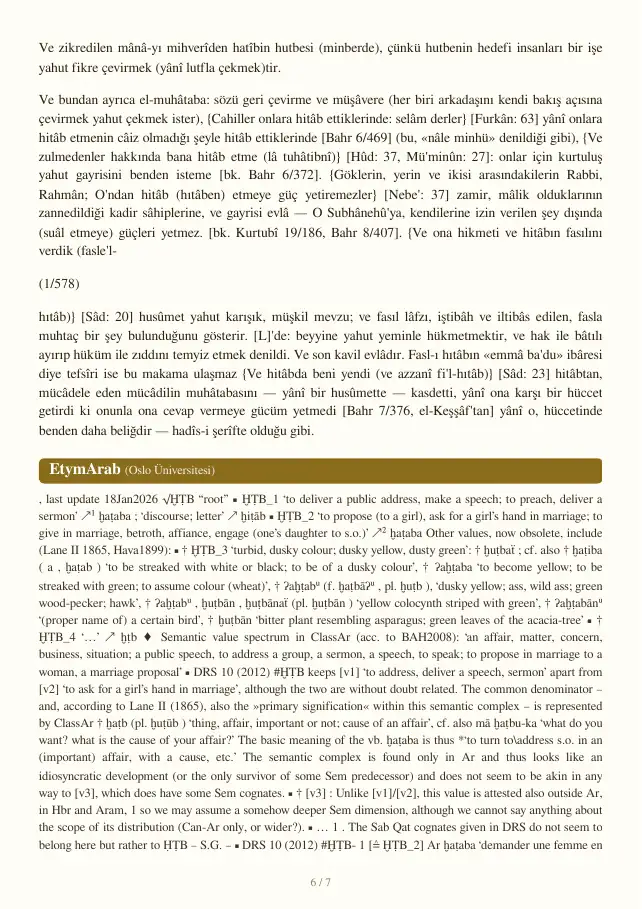 Ve zikredilen mânâ-yı mihverîden hatîbin hutbesi (minberde), çünkü hutbenin hedefi insanları bir işe
yahut fikre çevirmek (yânî lutfla çekmek)tir.
Ve bundan ayrıca el-muhâtaba: sözü geri çevirme ve müşâvere (her biri arkadaşını kendi bakış açısına
çevirmek yahut çekmek ister), {Cahiller onlara hitâb ettiklerinde: selâm derler} [Furkân: 63] yânî onlara
hitâb etmenin câiz olmadığı şeyle hitâb ettiklerinde [Bahr 6/469] (bu, «nâle minhü» denildiği gibi), {Ve
zulmedenler hakkında bana hitâb etme (lâ tuhâtibnî)} [Hûd: 37, Mü'minûn: 27]: onlar için kurtuluş
yahut gayrisini benden isteme [bk. Bahr 6/372]. {Göklerin, yerin ve ikisi arasındakilerin Rabbi,
Rahmân; O'ndan hitâb (hıtâben) etmeye güç yetiremezler} [Nebe': 37] zamir, mâlik olduklarının
zannedildiği kadir sâhiplerine, ve gayrisi evlâ — O Subhânehû'ya, kendilerine izin verilen şey dışında
(suâl etmeye) güçleri yetmez. [bk. Kurtubî 19/186, Bahr 8/407]. {Ve ona hikmeti ve hitâbın fasılını
verdik (fasle'l-
(1/578)
hıtâb)} [Sâd: 20] husûmet yahut karışık, müşkil mevzu; ve fasıl lâfzı, iştibâh ve iltibâs edilen, fasla
muhtaç bir şey bulunduğunu gösterir. [L]'de: beyyine yahut yeminle hükmetmektir, ve hak ile bâtılı
ayırıp hüküm ile zıddını temyiz etmek denildi. Ve son kavil evlâdır. Fasl-ı hıtâbın «emmâ ba'du» ibâresi
diye tefsîri ise bu makama ulaşmaz {Ve hitâbda beni yendi (ve azzanî fi'l-hıtâb)} [Sâd: 23] hitâbtan,
mücâdele eden mücâdilin muhâtabasını — yânî bir husûmette — kasdetti, yânî ona karşı bir hüccet
getirdi ki onunla ona cevap vermeye gücüm yetmedi [Bahr 7/376, el-Keşşâf'tan] yânî o, hüccetinde
benden daha beliğdir — hadîs-i şerîfte olduğu gibi.
EtymArab (Oslo Üniversitesi)
, last update 18Jan2026 √ḪṬB “root” ▪ ḪṬB_1 ‘to deliver a public address, make a speech; to preach, deliver a
sermon’ ↗¹ ḫaṭaba ; ‘discourse; letter’ ↗ ḫiṭāb ▪ ḪṬB_2 ‘to propose (to a girl), ask for a girl's hand in marriage; to
give in marriage, betroth, affiance, engage (one's daughter to s.o.)’ ↗² ḫaṭaba Other values, now obsolete, include
(Lane II 1865, Hava1899): ▪ † ḪṬB_3 ‘turbid, dusky colour; dusky yellow, dusty green’: † ḫuṭbaẗ ; cf. also † ḫaṭiba
( a , ḫaṭab ) ‘to be streaked with white or black; to be of a dusky colour’, † ʔaḫṭaba ‘to become yellow; to be
streaked with green; to assume colour (wheat)’, † ʔaḫṭabᵘ (f. ḫaṭbāʔᵘ , pl. ḫuṭb ), ‘dusky yellow; ass, wild ass; green
wood-pecker; hawk’, † ʔaḫṭabᵘ , ḫuṭbān , ḫuṭbānaẗ (pl. ḫuṭbān ) ‘yellow colocynth striped with green’, † ʔaḫṭabānᵘ
‘(proper name of) a certain bird’, † ḫuṭbān ‘bitter plant resembling asparagus; green leaves of the acacia-tree’ ▪ †
ḪṬB_4 ‘…’ ↗ ḫṭb ♦ Semantic value spectrum in ClassAr (acc. to BAH2008): ‘an affair, matter, concern,
business, situation; a public speech, to address a group, a sermon, a speech, to speak; to propose in marriage to a
woman, a marriage proposal’ ▪ DRS 10 (2012) #ḪṬB keeps [v1] ‘to address, deliver a speech, sermon’ apart from
[v2] ‘to ask for a girl's hand in marriage’, although the two are without doubt related. The common denominator –
and, according to Lane II (1865), also the »primary signification« within this semantic complex – is represented
by ClassAr † ḫaṭb (pl. ḫuṭūb ) ‘thing, affair, important or not; cause of an affair’, cf. also mā ḫaṭbu-ka ‘what do you
want? what is the cause of your affair?’ The basic meaning of the vb. ḫaṭaba is thus *‘to turn to\address s.o. in an
(important) affair, with a cause, etc.’ The semantic complex is found only in Ar and thus looks like an
idiosyncratic development (or the only survivor of some Sem predecessor) and does not seem to be akin in any
way to [v3], which does have some Sem cognates. ▪ † [v3] : Unlike [v1]/[v2], this value is attested also outside Ar,
in Hbr and Aram, 1 so we may assume a somehow deeper Sem dimension, although we cannot say anything about
the scope of its distribution (Can-Ar only, or wider?). ▪ … 1 . The Sab Qat cognates given in DRS do not seem to
belong here but rather to ḪṬB – S.G. – ▪ DRS 10 (2012) #ḪṬB- 1 [≙ ḪṬB_2] Ar ḫaṭaba ‘demander une femme en
6 / 7